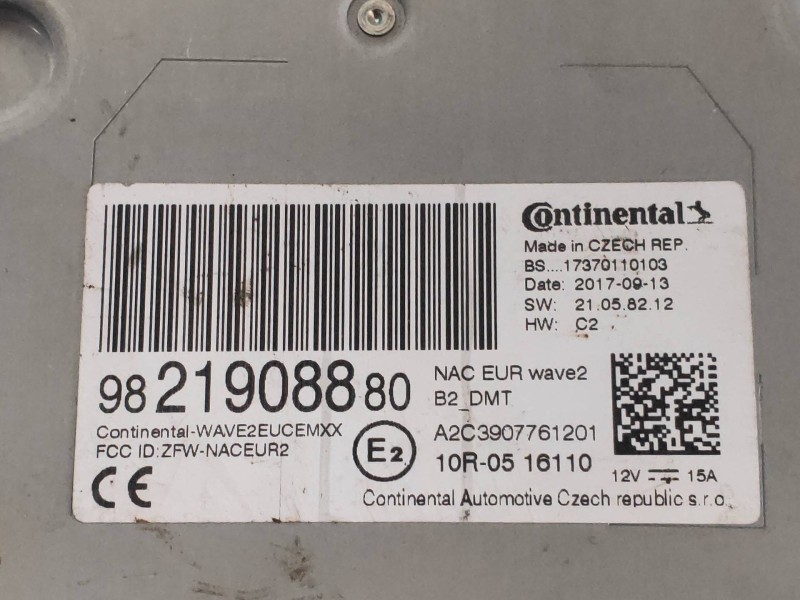 Continental
Made in CZECH REP.
BS....17370110103
Date: 2017-09-13
SW: 21.05.82.12
HW: C2
98 219088 80
NAC EUR wave2
B2_DMT
Continental-WAVE2EUCEMXX
FCC ID:ZFW-NACEUR2
E2
A2C3907761201
10R-05 16110
12V 15A
CE
Continental Automotive Czech republic s.r.o.